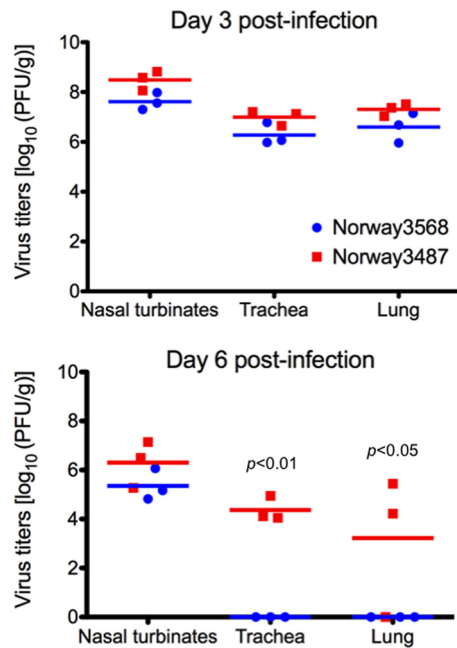 Day 3 post-infection
Virus titers [log10 (PFU/g)]
10
8
6
4
2
0
Norway3568
Norway3487
Nasal turbinates Trachea Lung
Day 6 post-infection
Virus titers [log10 (PFU/g)]
10
8
6
4
2
0
p<0.01
p<0.05
Nasal turbinates Trachea Lung